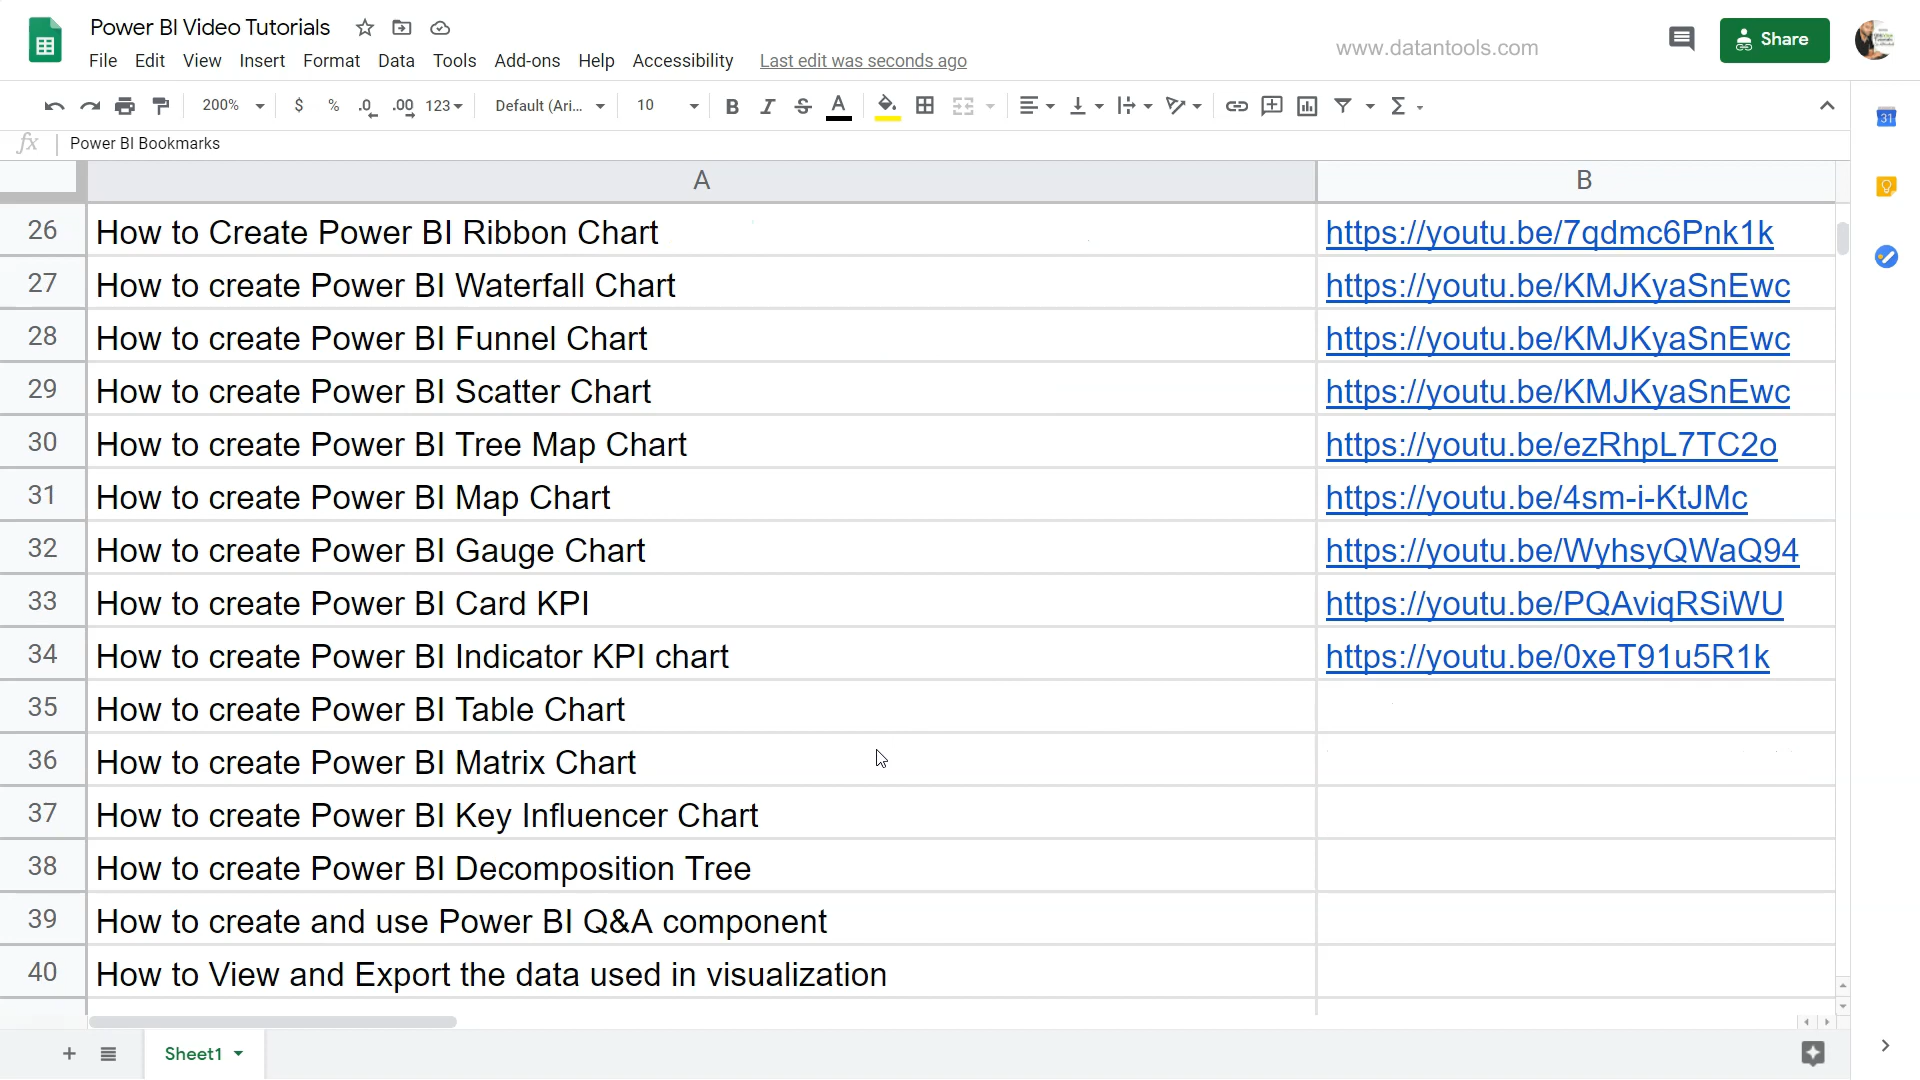 Power BI Video Tutorials
File Edit View Insert Format Data Tools Add-ons Help Accessibility Last edit was seconds ago
www.datantools.com
Share
200% $ % .0 .00 123 Default (Ari... 10 B I S A Σ
31
fx Power BI Bookmarks
A B
26 How to Create Power BI Ribbon Chart https://youtu.be/7qdmc6Pnk1k
27 How to create Power BI Waterfall Chart https://youtu.be/KMJKyaSnEwc
28 How to create Power BI Funnel Chart https://youtu.be/KMJKyaSnEwc
29 How to create Power BI Scatter Chart https://youtu.be/KMJKyaSnEwc
30 How to create Power BI Tree Map Chart https://youtu.be/ezRhpL7TC2o
31 How to create Power BI Map Chart https://youtu.be/4sm-i-KtJMc
32 How to create Power BI Gauge Chart https://youtu.be/WyhsyQWaQ94
33 How to create Power BI Card KPI https://youtu.be/PQAviqRSiWU
34 How to create Power BI Indicator KPI chart https://youtu.be/0xeT91u5R1k
35 How to create Power BI Table Chart
36 How to create Power BI Matrix Chart
37 How to create Power BI Key Influencer Chart
38 How to create Power BI Decomposition Tree
39 How to create and use Power BI Q&A component
40 How to View and Export the data used in visualization
Sheet1